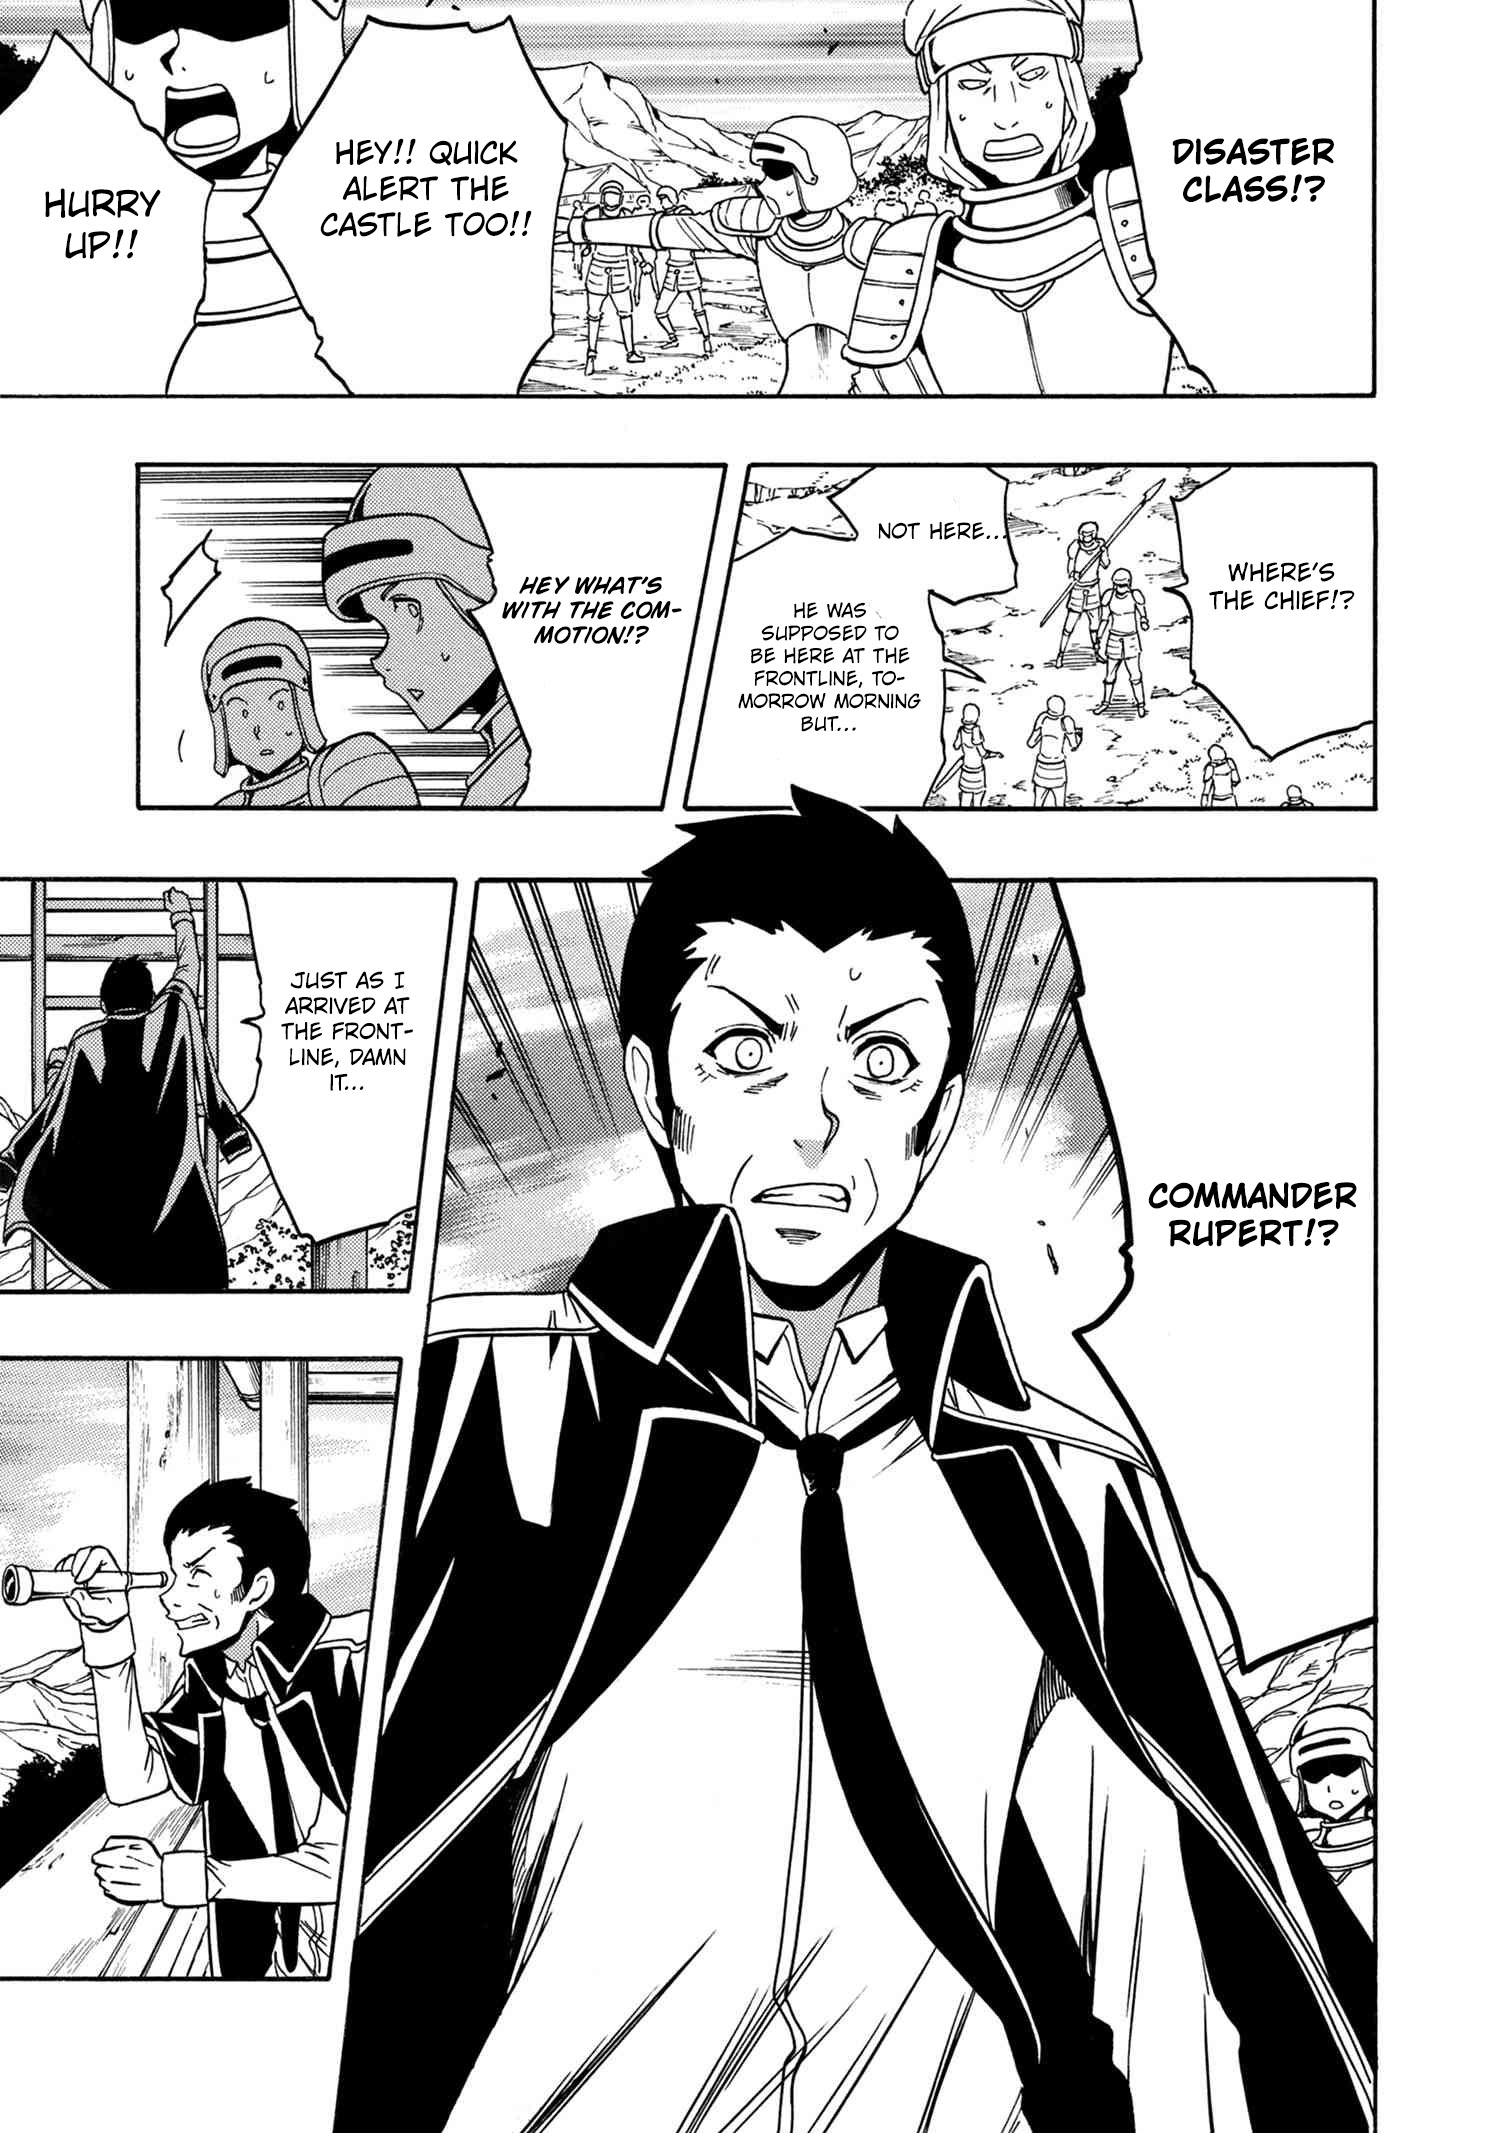 DISASTER
CLASS!?
HEY!! QUICK
ALERT THE
CASTLE TOO!!
HURRY
UP!!
WHERE'S
THE CHIEF!?
NOT HERE...
HE WAS
SUPPOSED TO
BE HERE AT THE
FRONTLINE, TO-
MORROW MORNING
BUT...
HEY WHAT'S
WITH THE COM-
MOTION!?
COMMANDER
RUPERT!?
JUST AS I
ARRIVED AT
THE FRONT-
LINE, DAMN
IT...